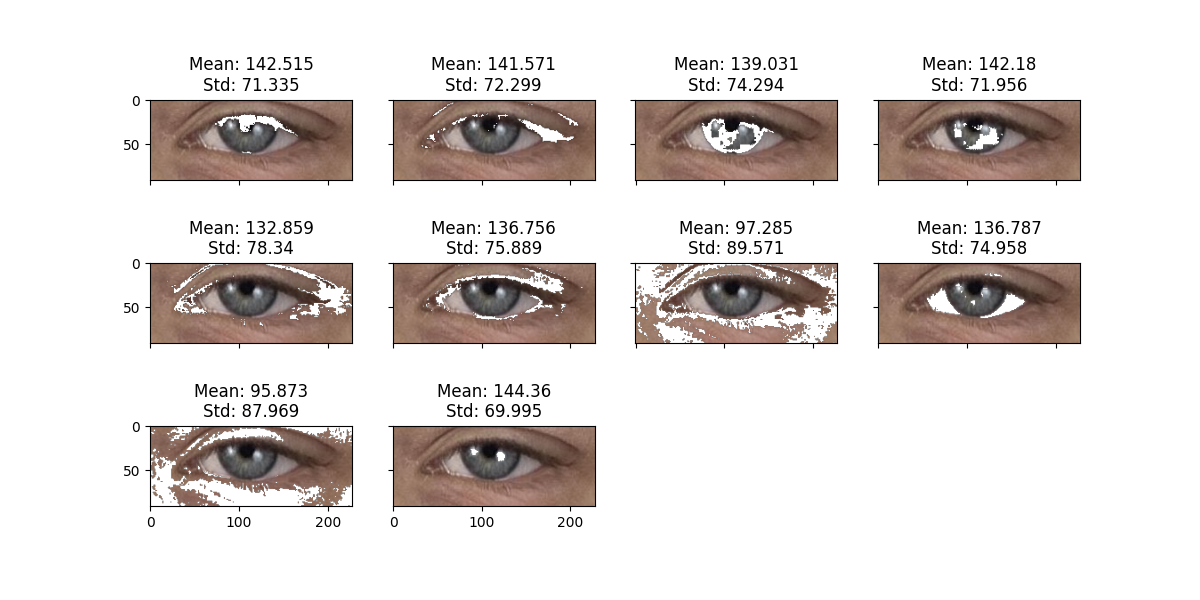 Mean: 142.515
Std: 71.335
Mean: 141.571
Std: 72.299
Mean: 139.031
Std: 74.294
Mean: 142.18
Std: 71.956
0
50
Mean: 132.859
Std: 78.34
Mean: 136.756
Std: 75.889
Mean: 97.285
Std: 89.571
Mean: 136.787
Std: 74.958
0
50
Mean: 95.873
Std: 87.969
Mean: 144.36
Std: 69.995
0
50
0 100 200
0 100 200